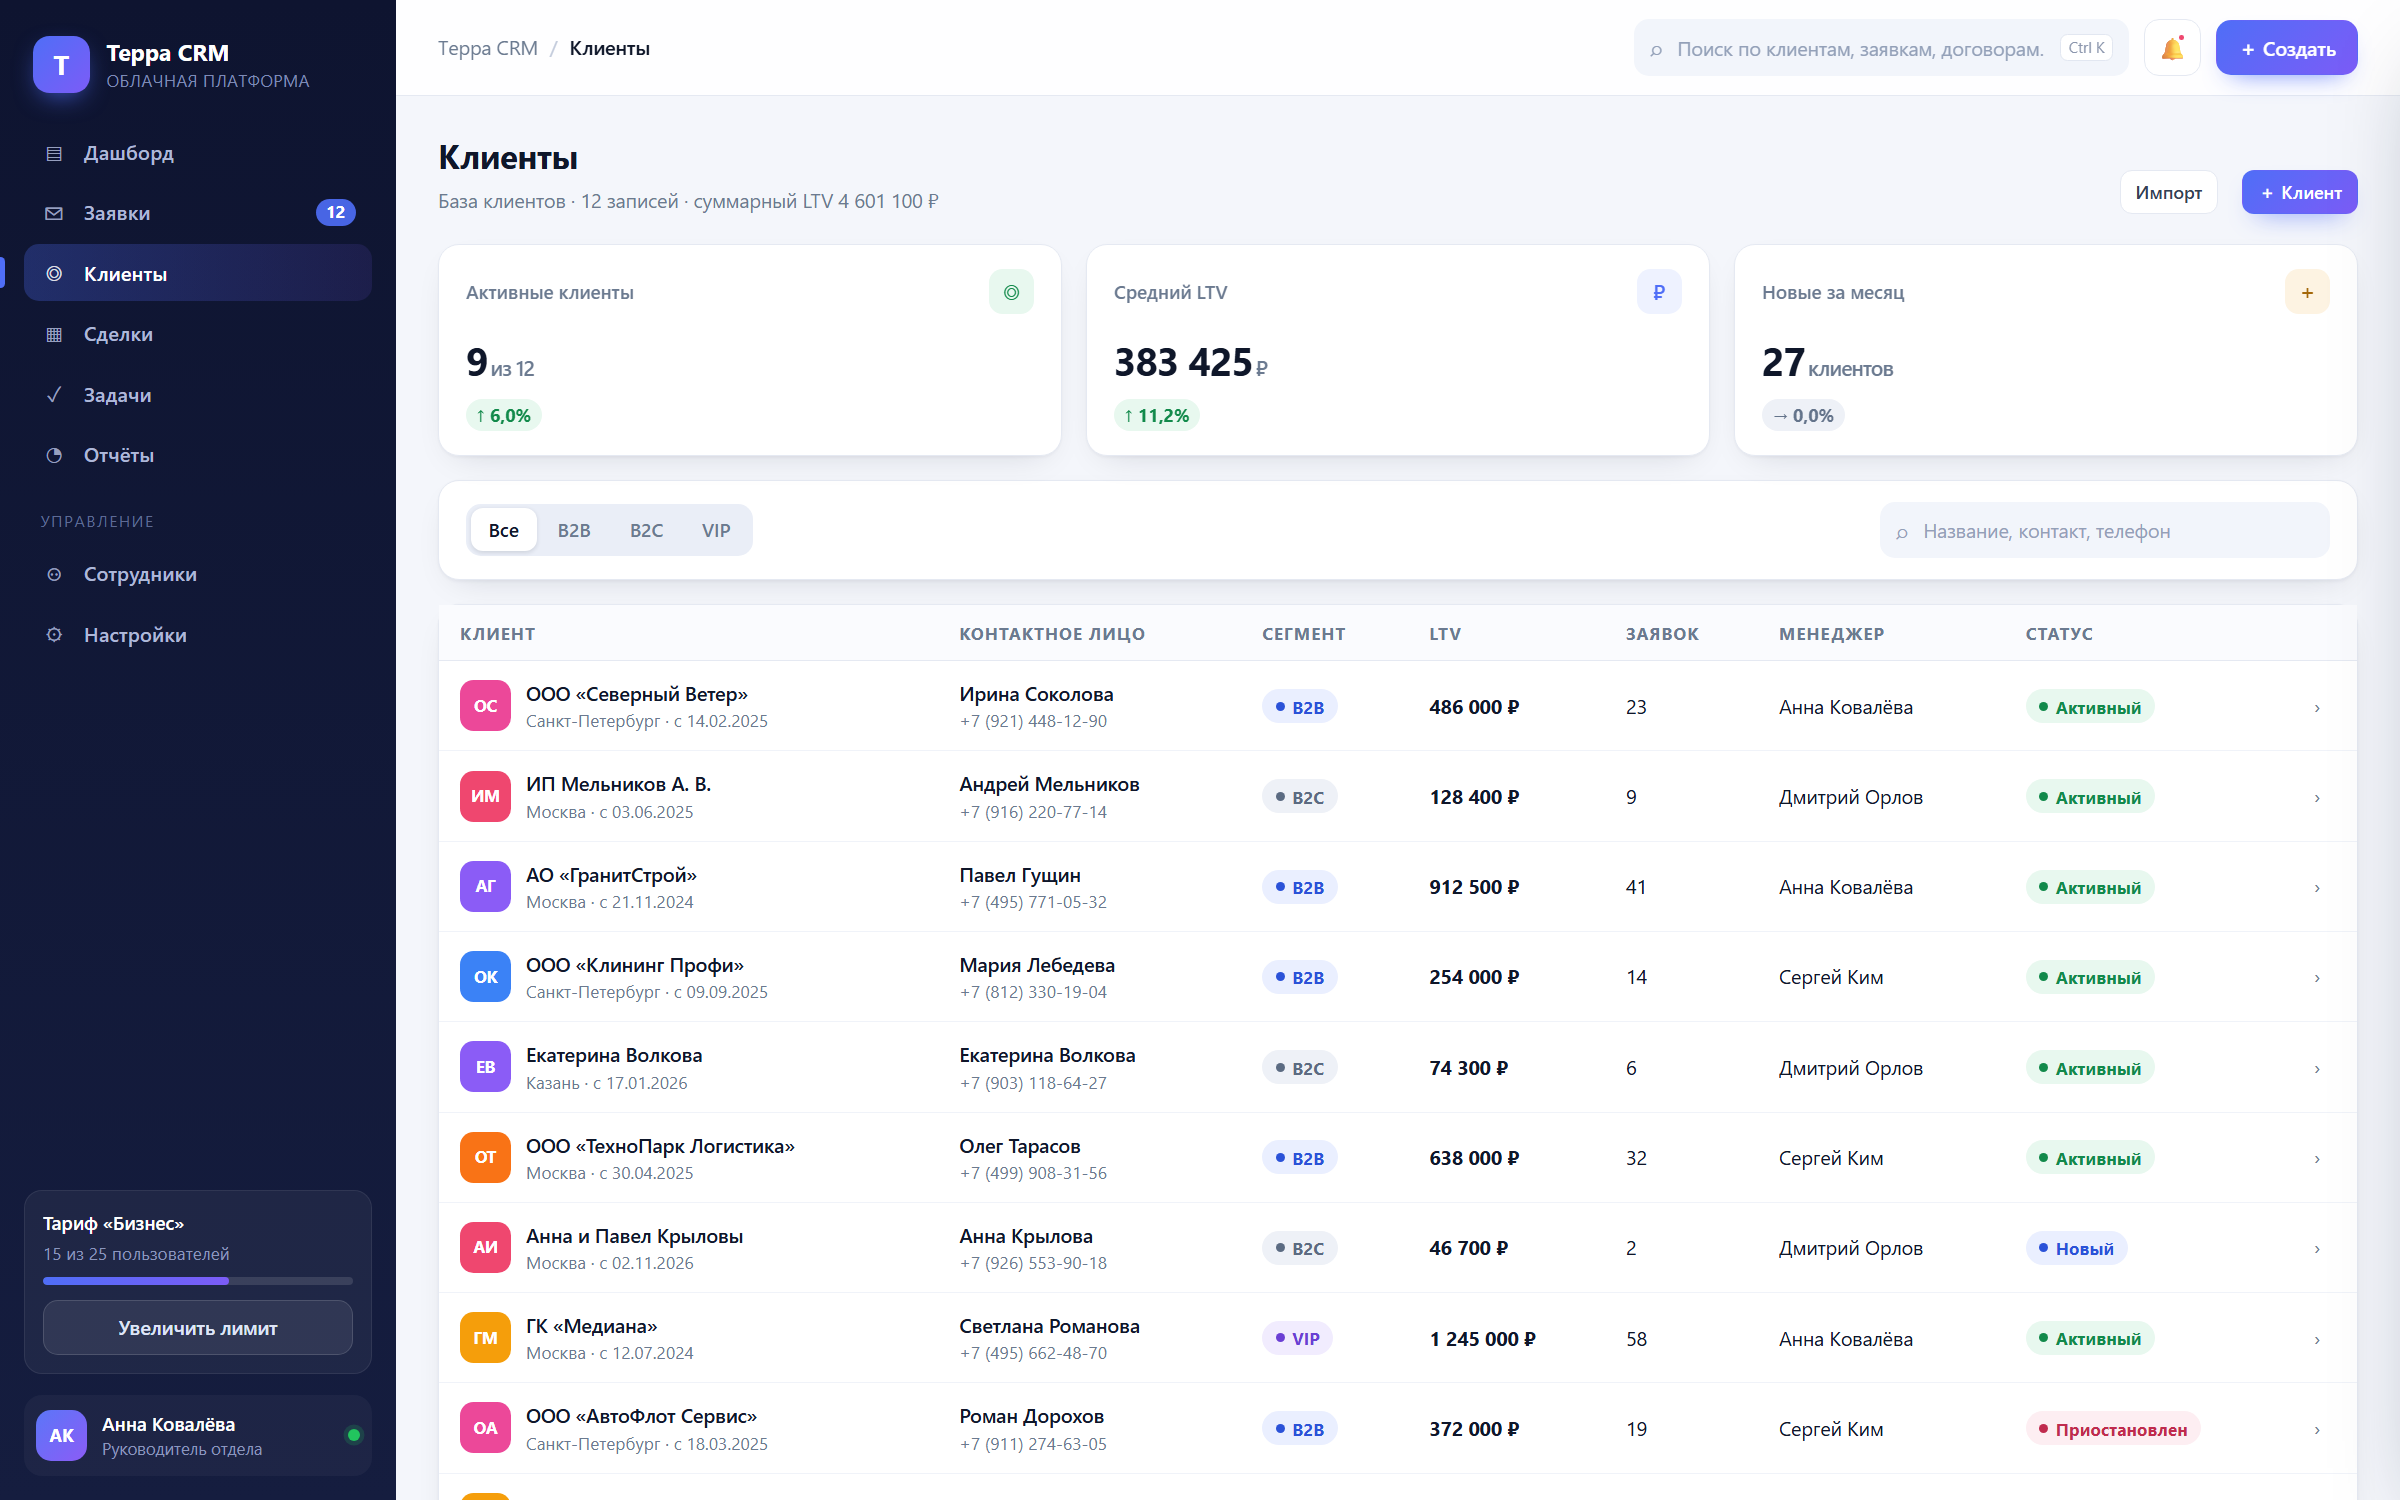 T
Терра CRM
ОБЛАЧНАЯ ПЛАТФОРМА
Дашборд
Заявки 12
Клиенты
Сделки
Задачи
Отчёты
УПРАВЛЕНИЕ
Сотрудники
Настройки
Тариф «Бизнес»
15 из 25 пользователей
Увеличить лимит
АК
Анна Ковалёва
Руководитель отдела
Терра CRM / Клиенты
Поиск по клиентам, заявкам, договорам. Ctrl K
+ Создать
Клиенты
База клиентов · 12 записей · суммарный LTV 4 601 100 ₽
Импорт
+ Клиент
Активные клиенты
9 из 12
↑ 6,0%
Средний LTV
₽
383 425 ₽
↑ 11,2%
Новые за месяц
+
27 клиентов
→ 0,0%
Все B2B B2C VIP
Название, контакт, телефон
КЛИЕНТ КОНТАКТНОЕ ЛИЦО СЕГМЕНТ LTV ЗАЯВОК МЕНЕДЖЕР СТАТУС
ОС ООО «Северный Ветер» Ирина Соколова B2B 486 000 ₽ 23 Анна Ковалёва Активный ›
Санкт-Петербург · с 14.02.2025 +7 (921) 448-12-90
ИМ ИП Мельников А. В. Андрей Мельников B2C 128 400 ₽ 9 Дмитрий Орлов Активный ›
Москва · с 03.06.2025 +7 (916) 220-77-14
АГ АО «ГранитСтрой» Павел Гущин B2B 912 500 ₽ 41 Анна Ковалёва Активный ›
Москва · с 21.11.2024 +7 (495) 771-05-32
ОК ООО «Клининг Профи» Мария Лебедева B2B 254 000 ₽ 14 Сергей Ким Активный ›
Санкт-Петербург · с 09.09.2025 +7 (812) 330-19-04
ЕВ Екатерина Волкова Екатерина Волкова B2C 74 300 ₽ 6 Дмитрий Орлов Активный ›
Казань · с 17.01.2026 +7 (903) 118-64-27
ОТ ООО «ТехноПарк Логистика» Олег Тарасов B2B 638 000 ₽ 32 Сергей Ким Активный ›
Москва · с 30.04.2025 +7 (499) 908-31-56
АИ Анна и Павел Крыловы Анна Крылова B2C 46 700 ₽ 2 Дмитрий Орлов Новый ›
Москва · с 02.11.2026 +7 (926) 553-90-18
ГМ ГК «Медиана» Светлана Романова VIP 1 245 000 ₽ 58 Анна Ковалёва Активный ›
Москва · с 12.07.2024 +7 (495) 662-48-70
ОА ООО «АвтоФлот Сервис» Роман Дорохов B2B 372 000 ₽ 19 Сергей Ким Приостановлен ›
Санкт-Петербург · с 18.03.2025 +7 (911) 274-63-05